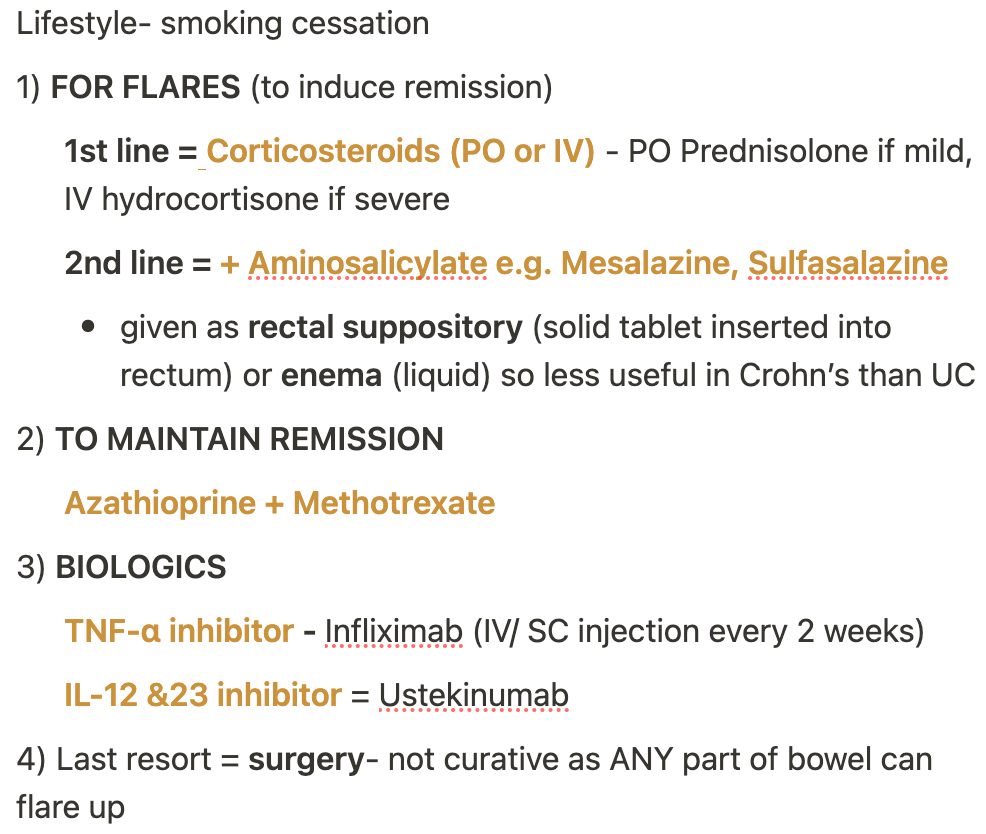 Lifestyle- smoking cessation
1) FOR FLARES (to induce remission)
1st line = Corticosteroids (PO or IV) - PO Prednisolone if mild,
IV hydrocortisone if severe
2nd line = + Aminosalicylate e.g. Mesalazine, Sulfasalazine
• given as rectal suppository (solid tablet inserted into
rectum) or enema (liquid) so less useful in Crohn’s than UC
2) TO MAINTAIN REMISSION
Azathioprine + Methotrexate
3) BIOLOGICS
TNF-α inhibitor - Infliximab (IV/ SC injection every 2 weeks)
IL-12 &23 inhibitor = Ustekinumab
4) Last resort = surgery- not curative as ANY part of bowel can
flare up